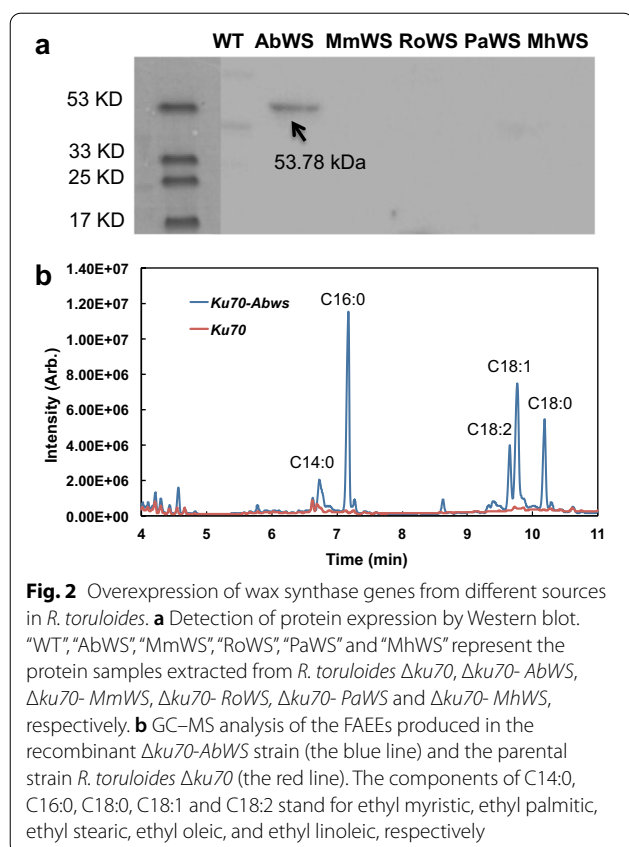 a
WT AbWS MmWS RoWS PaWS MhWS
53 KD
33 KD
25 KD
17 KD
53.78 kDa
b
1.40E+07
1.20E+07
1.00E+07
8.00E+06
6.00E+06
4.00E+06
2.00E+06
0.00E+00
Intensity (Arb.)
Ku70-Abws
Ku70
C14:0
C16:0
C18:2
C18:1
C18:0
4 5 6 7 8 9 10 11
Time (min)
Fig. 2 Overexpression of wax synthase genes from different sources
in R. toruloides. a Detection of protein expression by Western blot.
“WT”, “AbWS”, “MmWS”, “RoWS”, “PaWS” and “MhWS” represent the
protein samples extracted from R. toruloides Δku70, Δku70- AbWS,
Δku70- MmWS, Δku70- RoWS, Δku70- PaWS and Δku70- MhWS,
respectively. b GC–MS analysis of the FAEEs produced in the
recombinant Δku70-AbWS strain (the blue line) and the parental
strain R. toruloides Δku70 (the red line). The components of C14:0,
C16:0, C18:0, C18:1 and C18:2 stand for ethyl myristic, ethyl palmitic,
ethyl stearic, ethyl oleic, and ethyl linoleic, respectively